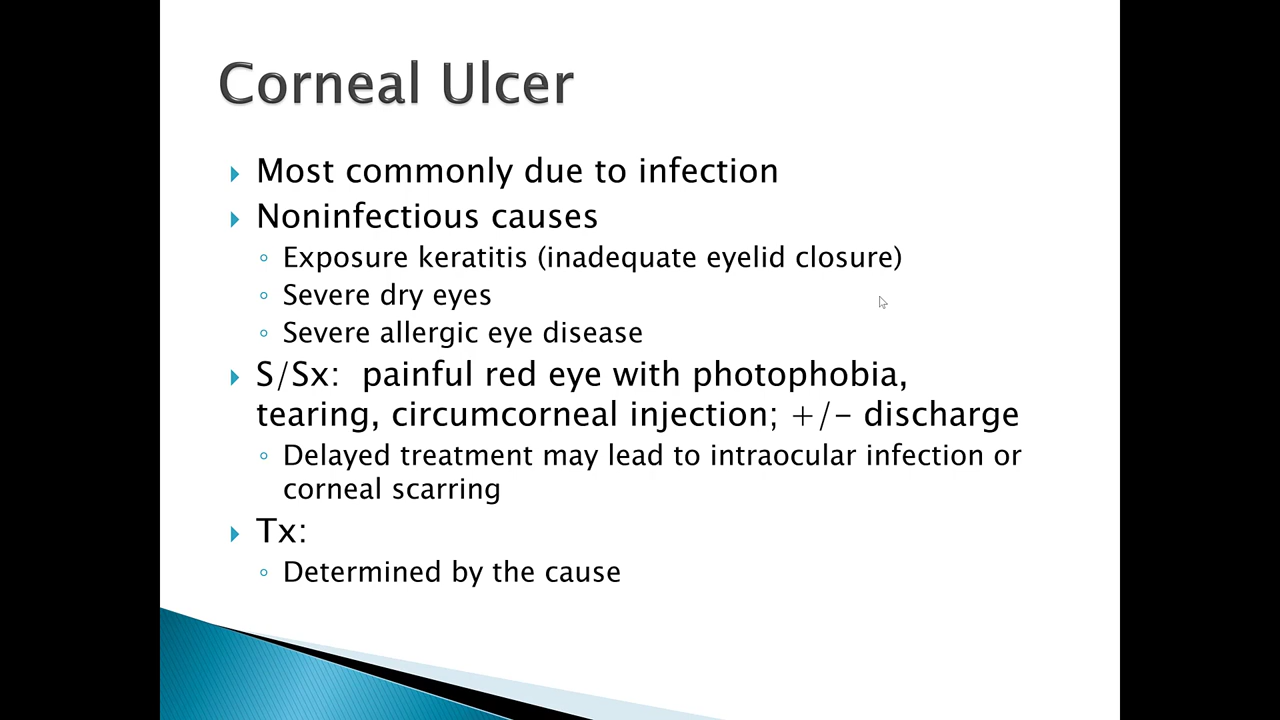 Corneal Ulcer
Most commonly due to infection
Noninfectious causes
Exposure keratitis (inadequate eyelid closure)
Severe dry eyes
Severe allergic eye disease
S/Sx:  painful red eye with photophobia,
tearing, circumcorneal injection; +/- discharge
Delayed treatment may lead to intraocular infection or
corneal scarring
Tx:
Determined by the cause